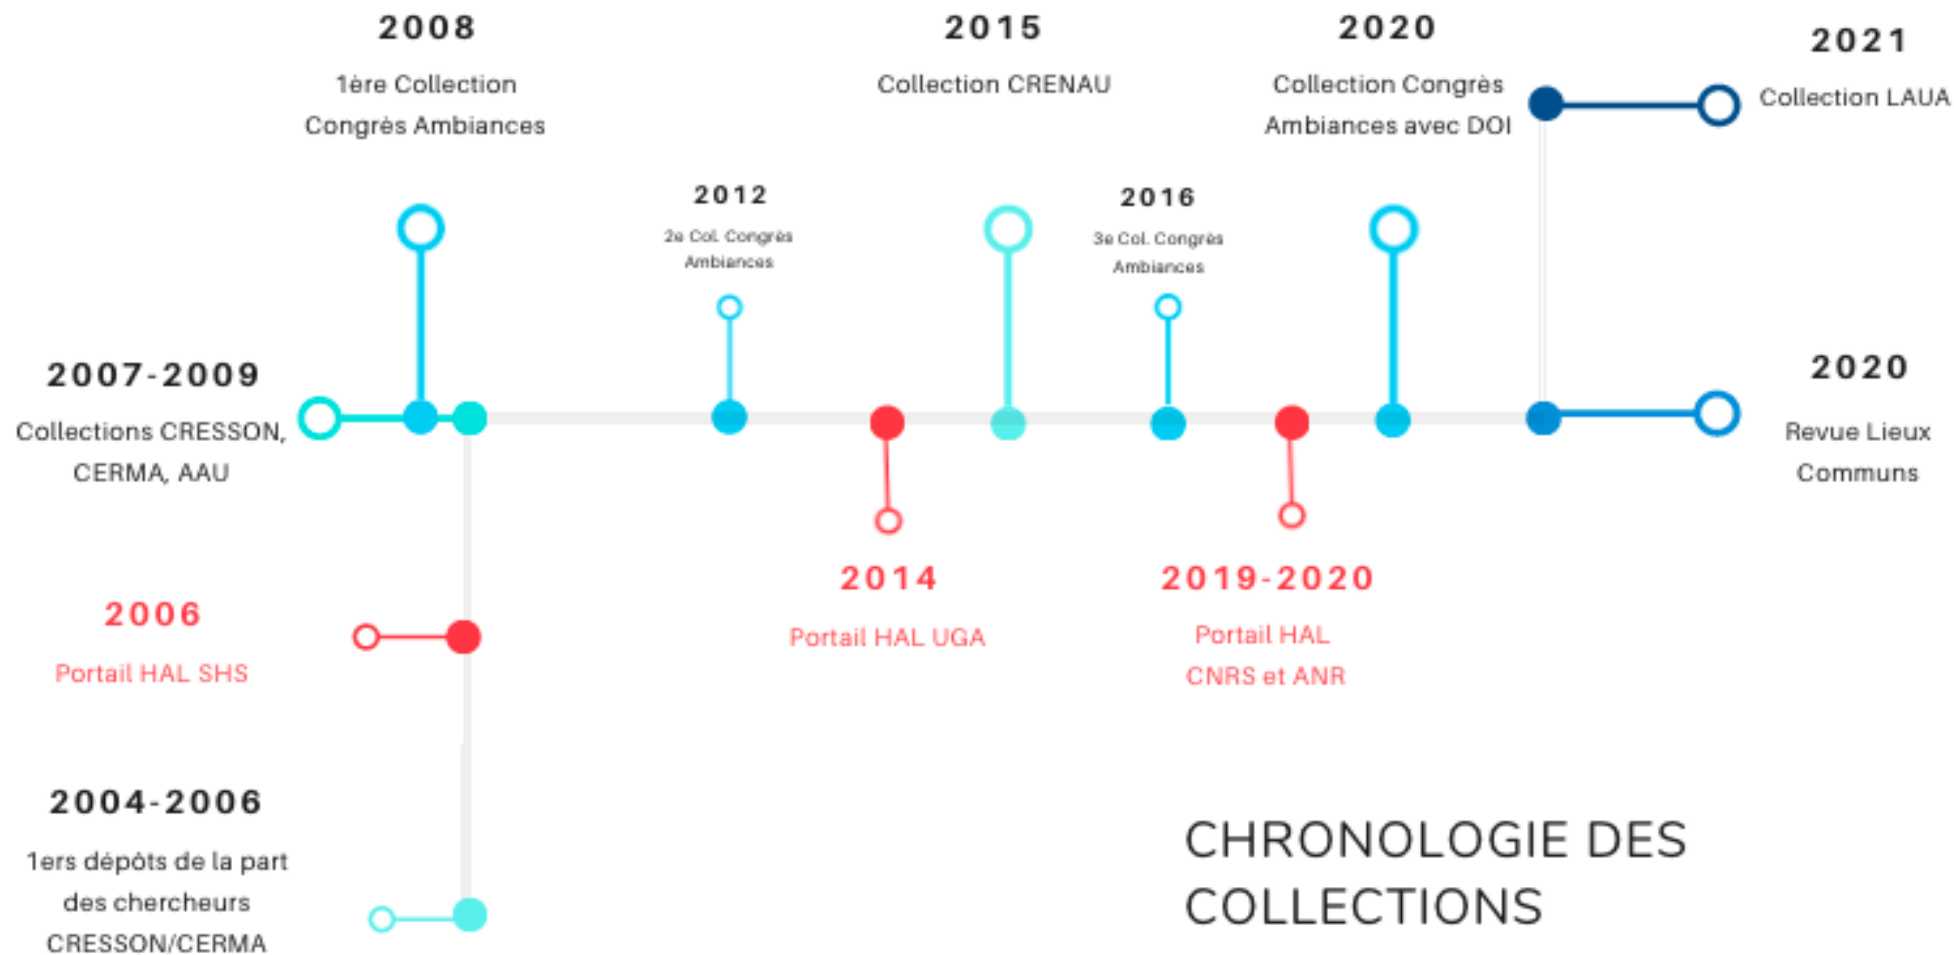 2008
1ère Collection
Congrès Ambiances
2015
Collection CRENAU
2020
Collection Congrès
Ambiances avec DOI
2021
Collection LAUA
2012
2e Col. Congrès
Ambiances
2016
3e Col. Congrès
Ambiances
2007-2009
Collections CRESSON,
CERMA, AAU
2020
Revue Lieux
Communs
2006
Portail HAL SHS
2014
Portail HAL UGA
2019-2020
Portail HAL
CNRS et ANR
2004-2006
1ers dépôts de la part
des chercheurs
CRESSON/CERMA
CHRONOLOGIE DES
COLLECTIONS